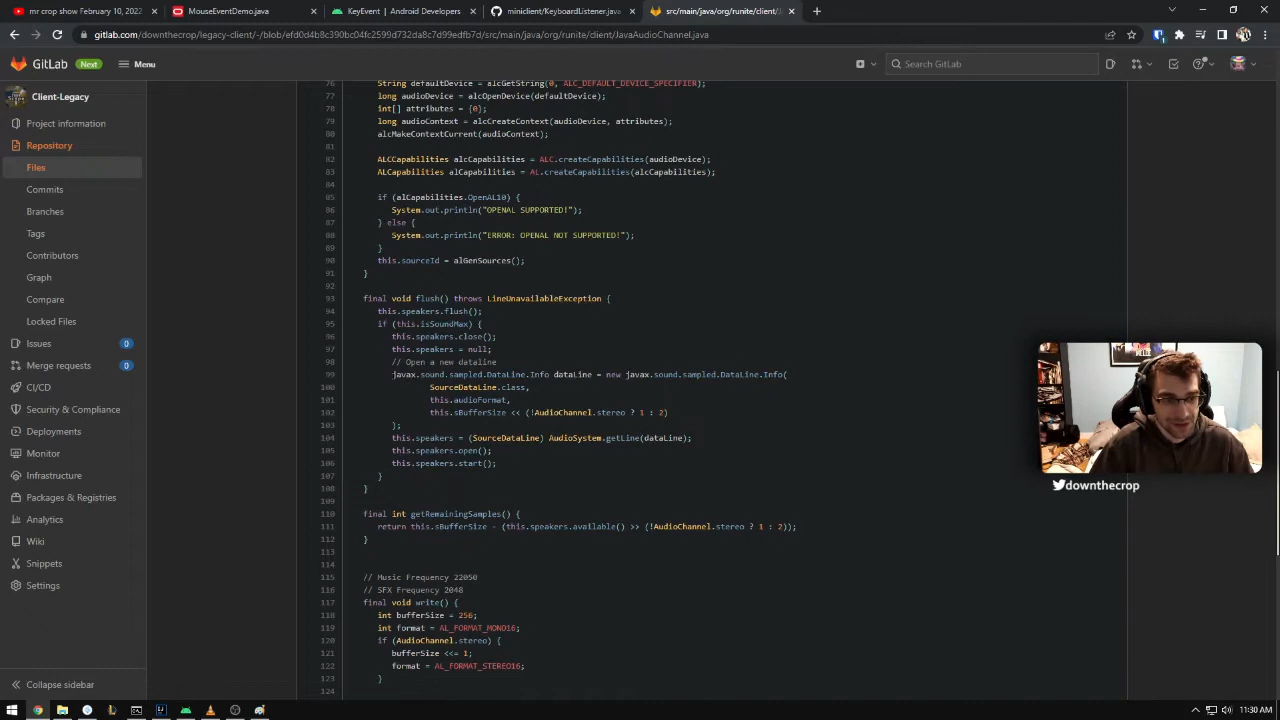 mr crop show February 10, 2022
MouseEventDemo.java
KeyEvent | Android Developers
miniclient/KeyboardListener.java
src/main/java/org/runite/client/J
gitlab.com/downthecrop/legacy-client/-/blob/efd0d4b8c390bc04fc2599d732da8c7d99edfb7d/src/main/java/org/runite/client/JavaAudioChannel.java
GitLab
Next
Menu
Search GitLab
Client-Legacy
Project information
Repository
Files
Commits
Branches
Tags
Contributors
Graph
Compare
Locked Files
Issues 0
Merge requests 0
CI/CD
Security & Compliance
Deployments
Monitor
Infrastructure
Packages & Registries
Analytics
Wiki
Snippets
Settings
Collapse sidebar
76 String defaultDevice = alcGetString(0, ALC_DEFAULT_DEVICE_SPECIFIER);
77 long audioDevice = alcOpenDevice(defaultDevice);
78 int[] attributes = {0};
79 long audioContext = alcCreateContext(audioDevice, attributes);
80 alcMakeContextCurrent(audioContext);
81
82 ALCCapabilities alcCapabilities = ALC.createCapabilities(audioDevice);
83 ALCapabilities alCapabilities = AL.createCapabilities(alcCapabilities);
84
85 if (alCapabilities.OpenAL10) {
86 System.out.println("OPENAL SUPPORTED!");
87 } else {
88 System.out.println("ERROR: OPENAL NOT SUPPORTED!");
89 }
90 this.sourceId = alGenSources();
91 }
92
93 final void flush() throws LineUnavailableException {
94 this.speakers.flush();
95 if (this.isSoundMax) {
96 this.speakers.close();
97 this.speakers = null;
98 // Open a new dataline
99 javax.sound.sampled.DataLine.Info dataLine = new javax.sound.sampled.DataLine.Info(
100 SourceDataLine.class,
101 this.audioFormat,
102 this.sBufferSize << (!AudioChannel.stereo ? 1 : 2)
103 );
104 this.speakers = (SourceDataLine) AudioSystem.getLine(dataLine);
105 this.speakers.open();
106 this.speakers.start();
107 }
108 }
109
110 final int getRemainingSamples() {
111 return this.sBufferSize - (this.speakers.available() >> (!AudioChannel.stereo ? 1 : 2));
112 }
113
114
115 // Music Frequency 22050
116 // SFX Frequency 2048
117 final void write() {
118 int bufferSize = 256;
119 int format = AL_FORMAT_MONO16;
120 if (AudioChannel.stereo) {
121 bufferSize <<= 1;
122 format = AL_FORMAT_STEREO16;
123 }
124
downthecrop
11:30 AM